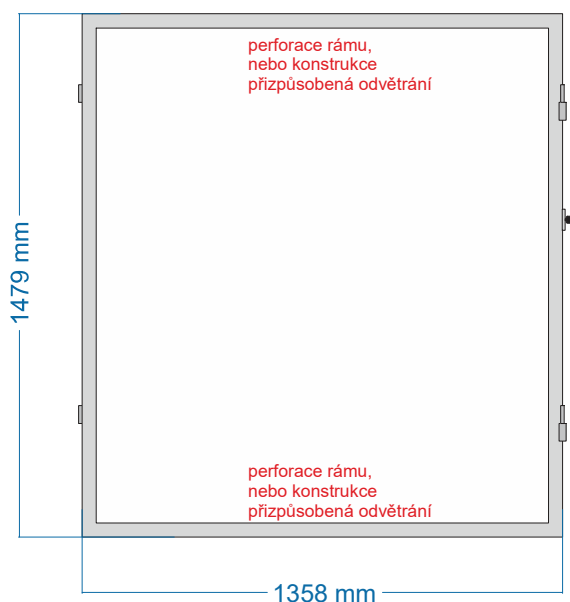 perforace rámu,
nebo konstrukce
přizpůsobená odvětrání
1479 mm
perforace rámu,
nebo konstrukce
přizpůsobená odvětrání
1358 mm